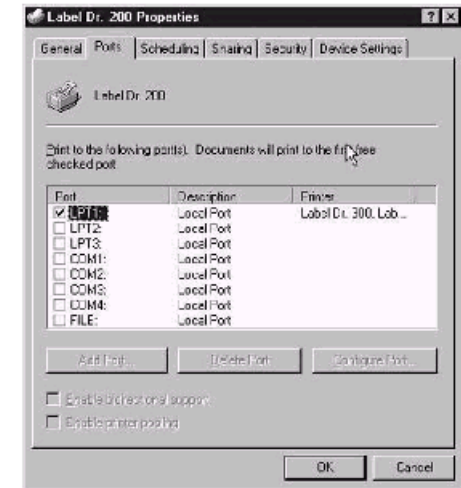 Label Dr. 200 Properties
General Ports Scheduling Sharing Security Device Settings
Label Dr. 200
Print to the following port(s). Documents will print to the first free
checked port
Port Description Printer
LPT1: Local Port Label Dr. 300, Lab...
LPT2: Local Port
LPT3: Local Port
COM1: Local Port
COM2: Local Port
COM3: Local Port
COM4: Local Port
FILE: Local Port
Add Port... Delete Port Configure Port...
Enable bidirectional support
Enable printer pooling
OK Cancel